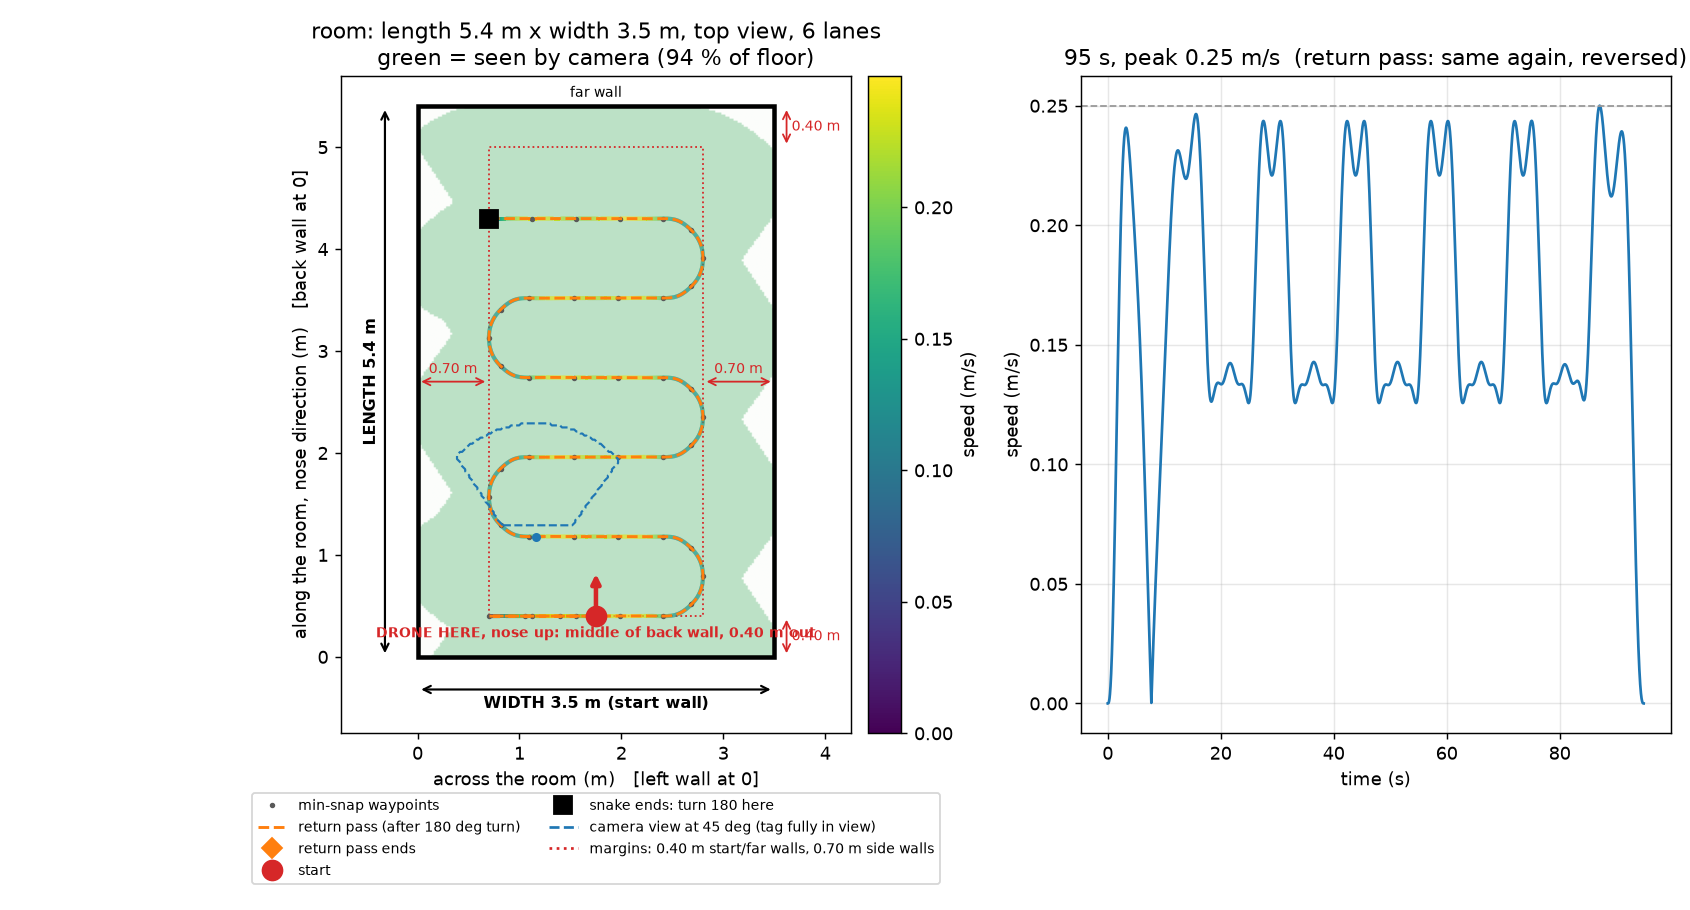 room: length 5.4 m x width 3.5 m, top view, 6 lanes
green = seen by camera (94 % of floor)
far wall
0.40 m
0.70 m
0.70 m
DRONE HERE, nose up: middle of back wall, 0.40 m out
0.40 m
LENGTH 5.4 m
WIDTH 3.5 m (start wall)
along the room, nose direction (m)   [back wall at 0]
5
4
3
2
1
0
0
1
2
3
4
across the room (m)   [left wall at 0]
0.20
0.15
0.10
0.05
0.00
speed (m/s)
min-snap waypoints
return pass (after 180 deg turn)
return pass ends
start
snake ends: turn 180 here
camera view at 45 deg (tag fully in view)
margins: 0.40 m start/far walls, 0.70 m side walls
95 s, peak 0.25 m/s  (return pass: same again, reversed)
speed (m/s)
0.25
0.20
0.15
0.10
0.05
0.00
0
20
40
60
80
time (s)